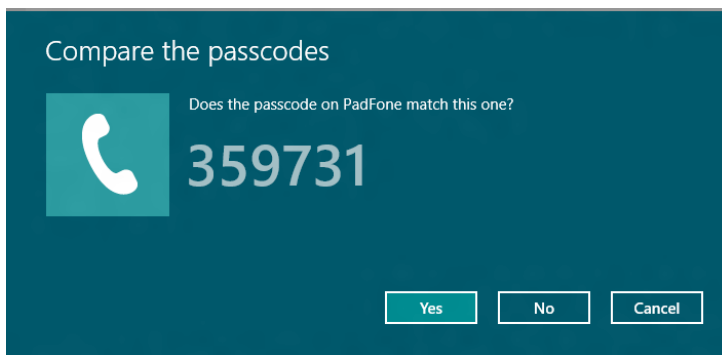 Compare the passcodes
Does the passcode on PadFone match this one?
359731
Yes No Cancel